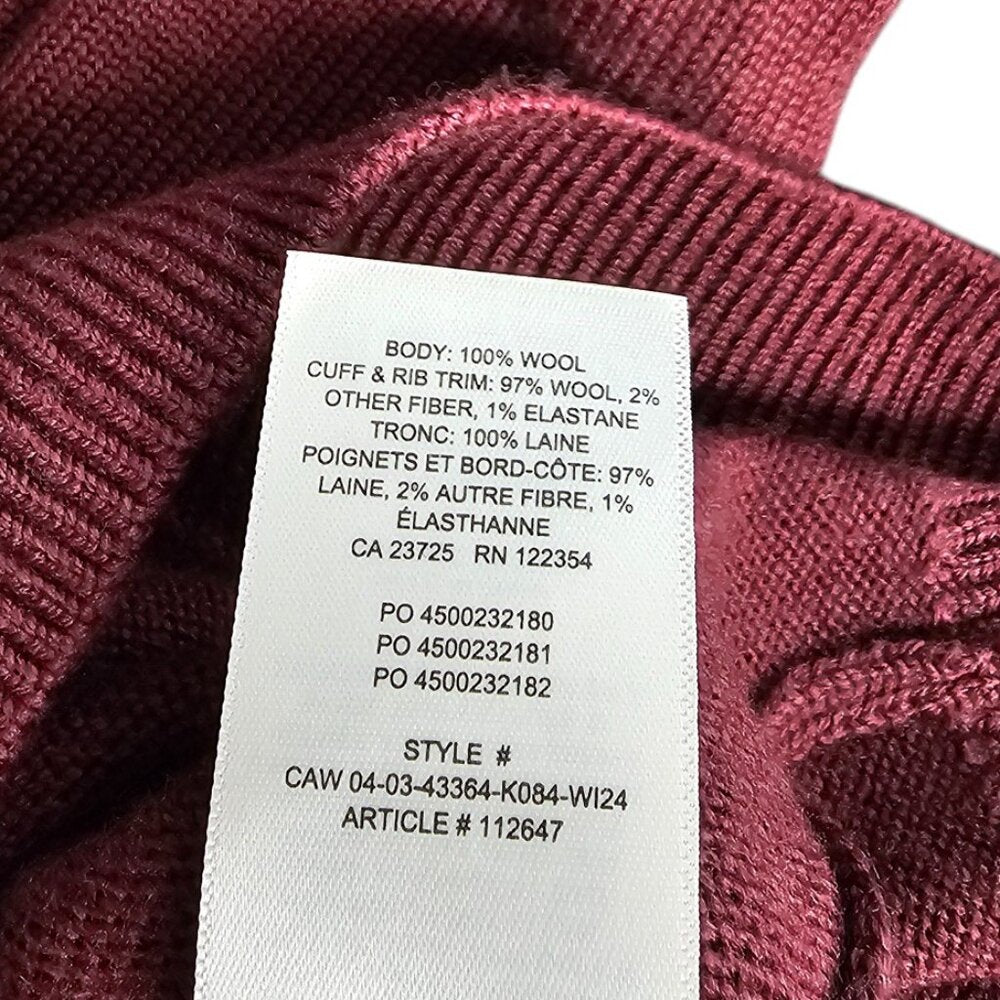 BODY: 100% WOOL
CUFF & RIB TRIM: 97% WOOL, 2%
OTHER FIBER, 1% ELASTANE
TRONC: 100% LAINE
POIGNETS ET BORD-CÔTE: 97%
LAINE, 2% AUTRE FIBRE, 1%
ÉLASTHANNE
CA 23725 RN 122354
PO 4500232180
PO 4500232181
PO 4500232182
STYLE #
CAW 04-03-43364-K084-WI24
ARTICLE # 112647